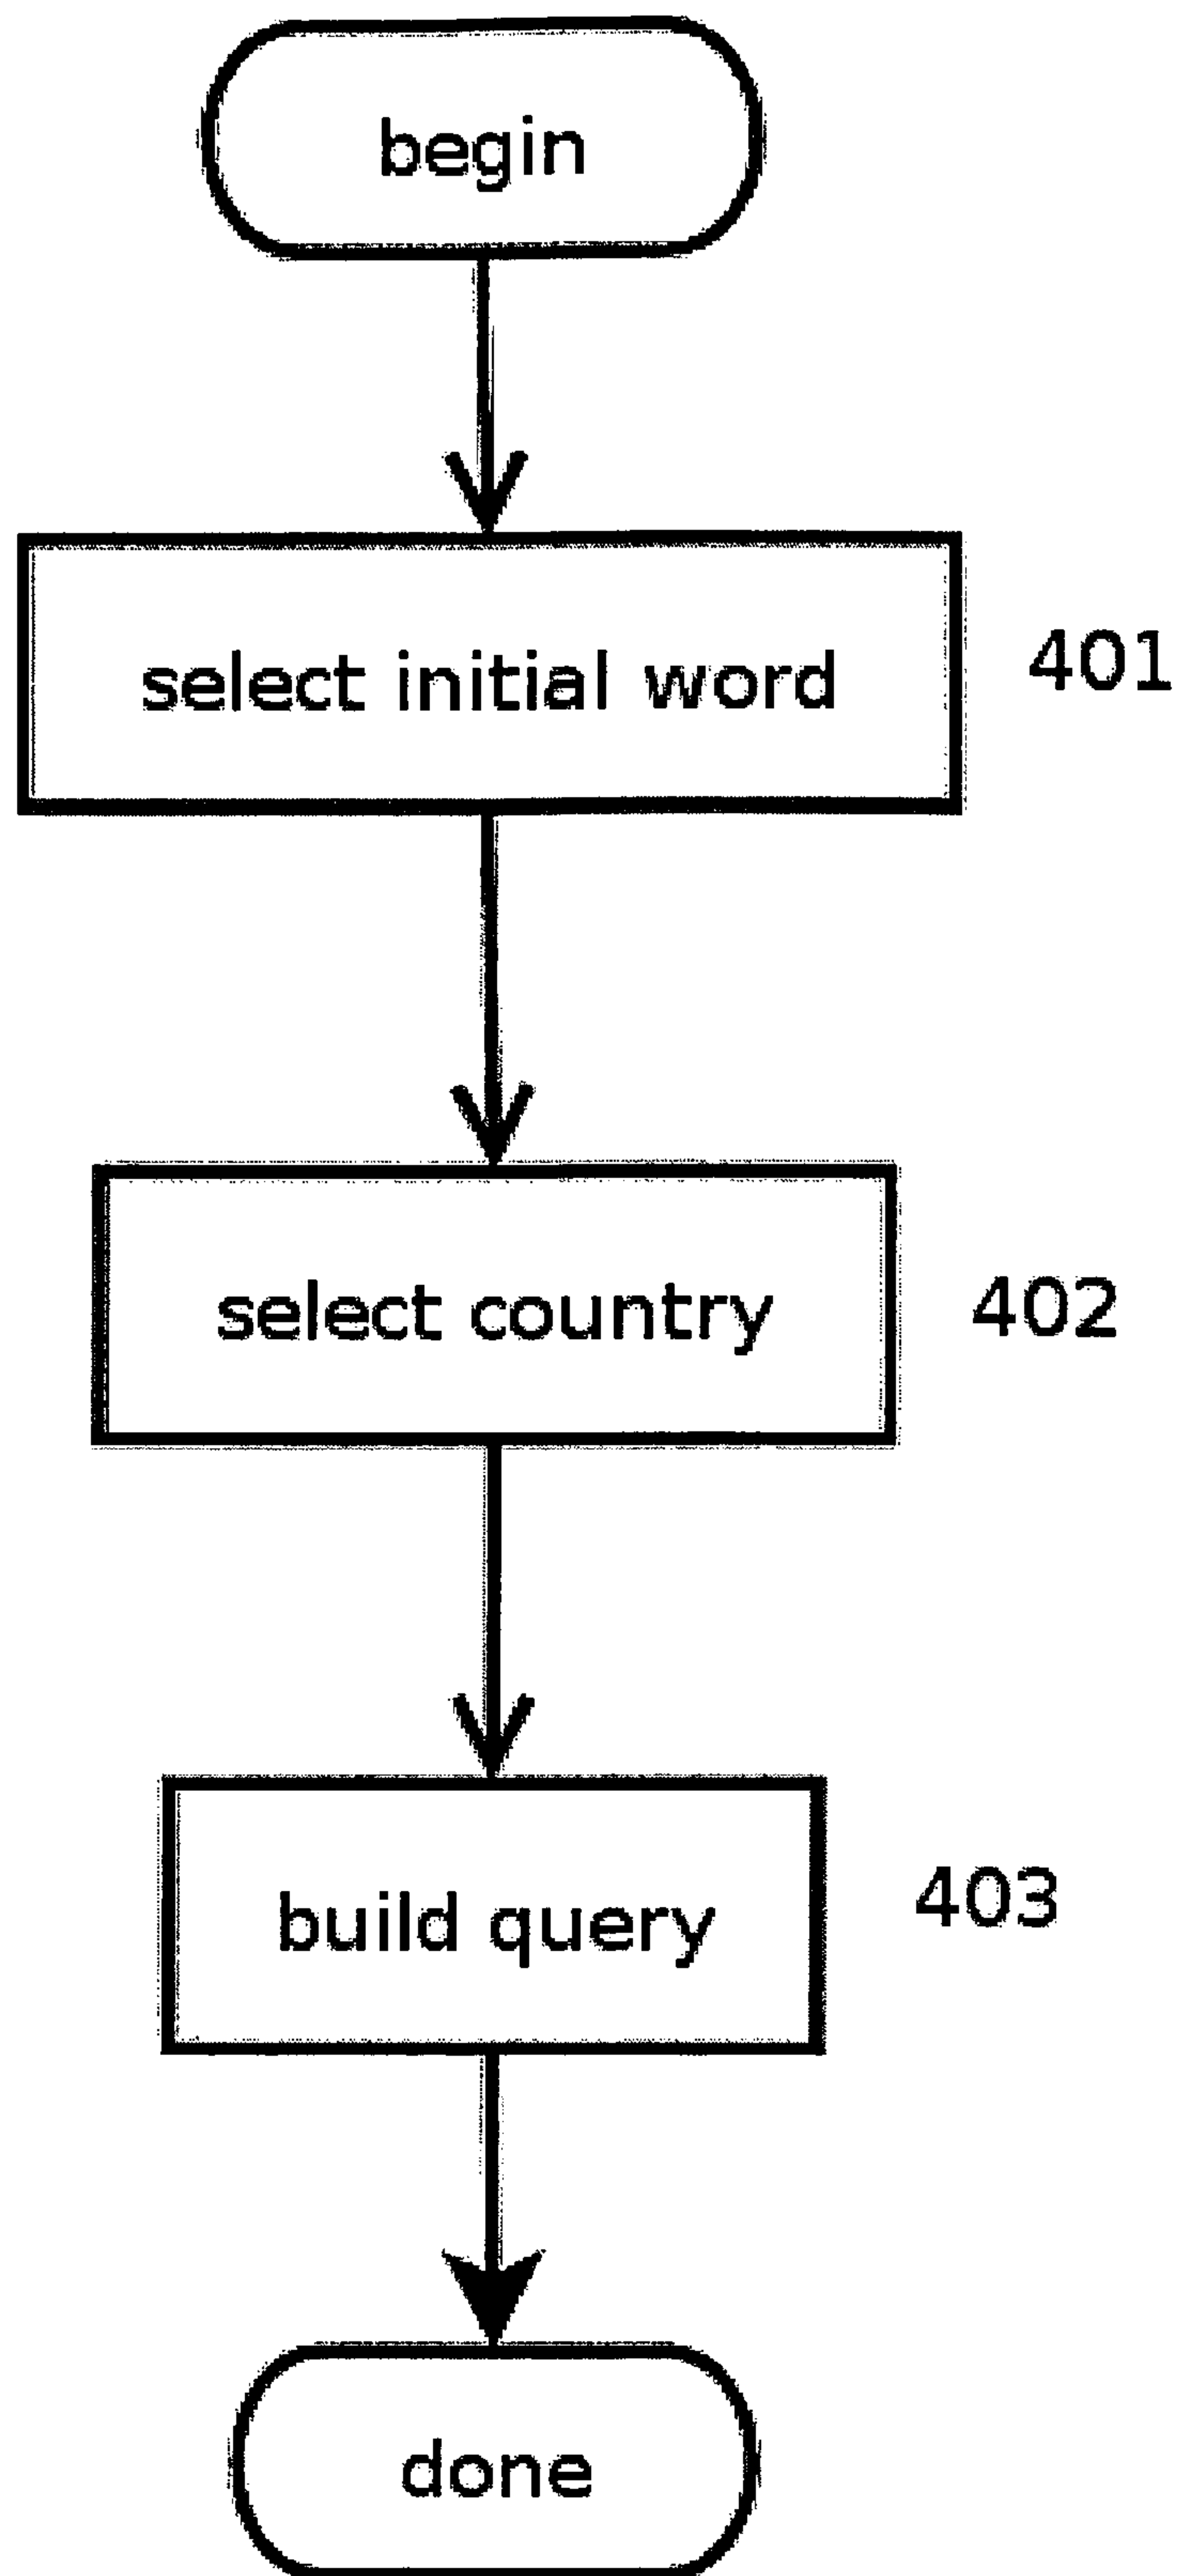 begin
select initial word
401
select country
402
build query
403
done